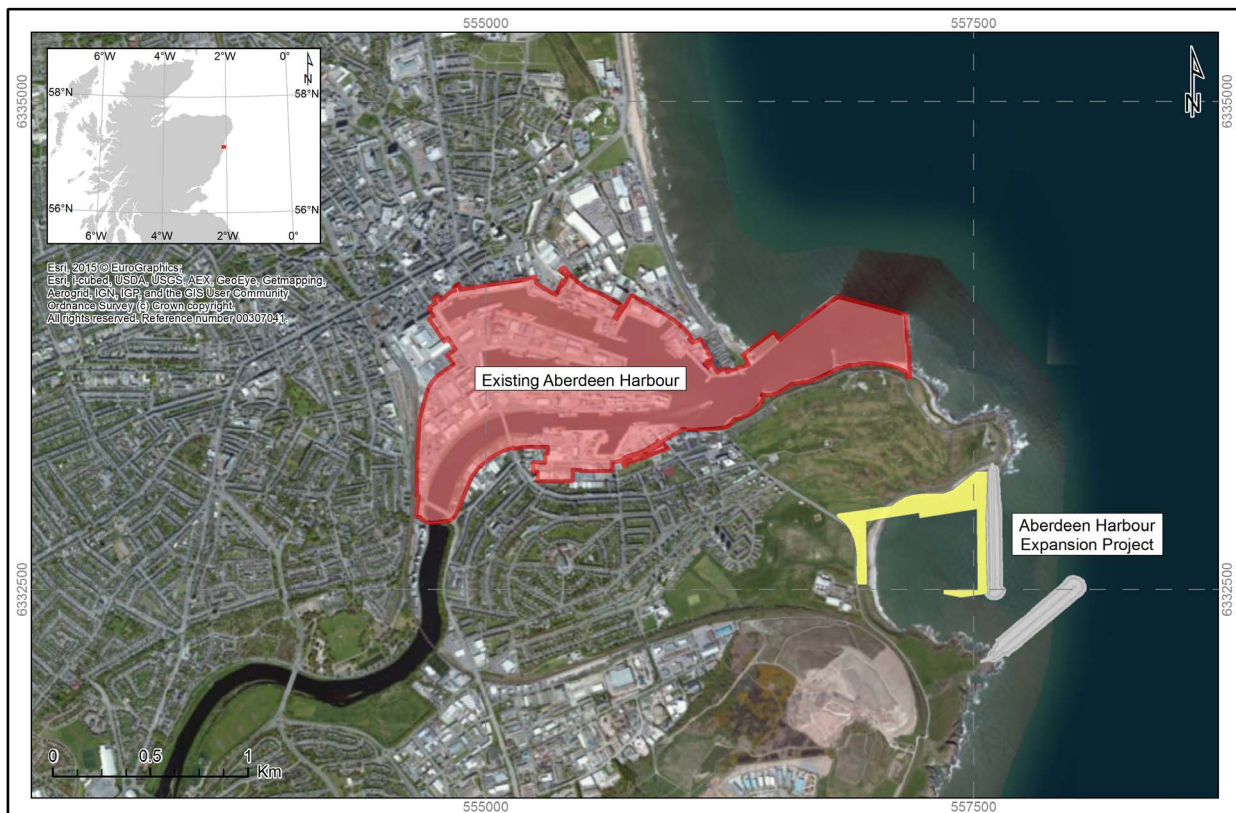 555000
557500
6335000
6335000
6°W
4°W
2°W
0°
N
58°N
58°N
56°N
56°N
6°W
4°W
2°W
0°
N
Esri, 2015 © EuroGraphics;
Esri, i-cubed, USDA, USGS, AEX, GeoEye, Getmapping,
Aerogrid, IGN, IGP, and the GIS User Community
Ordnance Survey (c) Crown copyright.
All rights reserved. Reference number 00307041.
Existing Aberdeen Harbour
Aberdeen Harbour
Expansion Project
6332500
6332500
0
0.5
1
Km
555000
557500